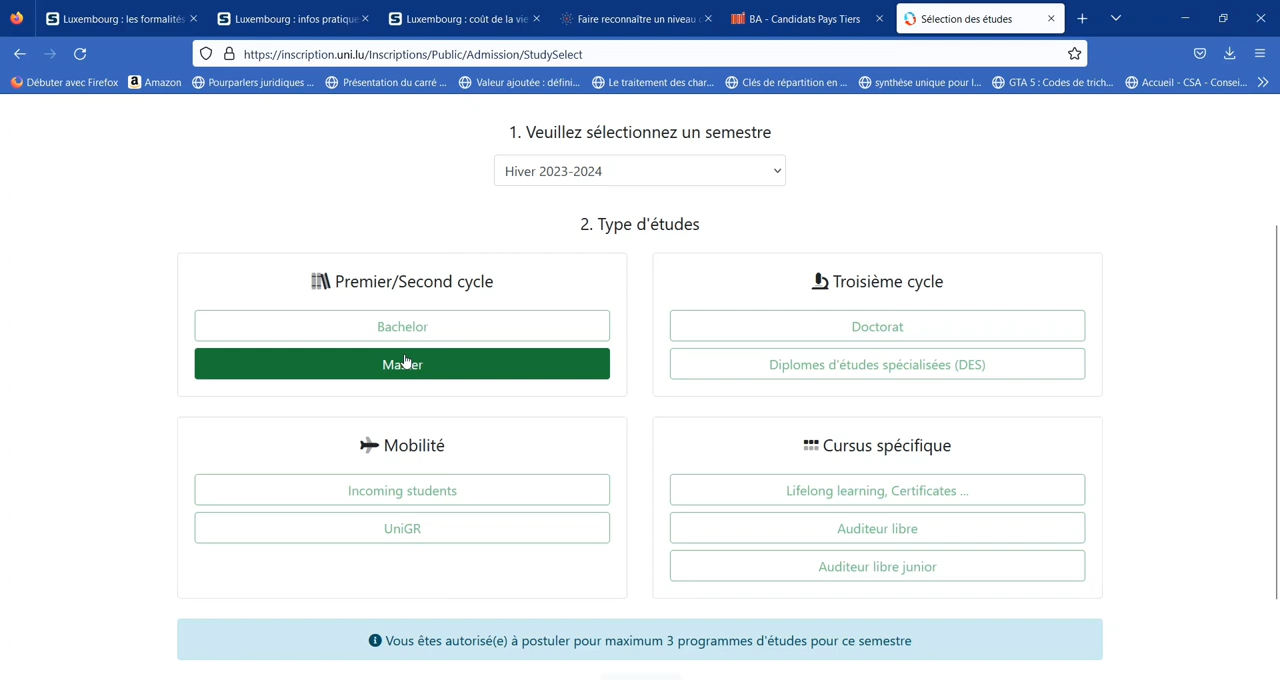 Luxembourg : les formalités
Luxembourg : infos pratique
Luxembourg : coût de la vie
Faire reconnaître un niveau
BA - Candidats Pays Tiers
Sélection des études
https://inscription.uni.lu/Inscriptions/Public/Admission/StudySelect
Débuter avec Firefox
Amazon
Pourparlers juridiques ...
Présentation du carré ...
Valeur ajoutée : défini...
Le traitement des char...
Clés de répartition en ...
synthèse unique pour l...
GTA 5 : Codes de trich...
Accueil - CSA - Consei...
1. Veuillez sélectionnez un semestre
Hiver 2023-2024
2. Type d'études
Premier/Second cycle
Bachelor
Master
Troisième cycle
Doctorat
Diplomes d'études spécialisées (DES)
Mobilité
Incoming students
UniGR
Cursus spécifique
Lifelong learning, Certificates ...
Auditeur libre
Auditeur libre junior
Vous êtes autorisé(e) à postuler pour maximum 3 programmes d'études pour ce semestre